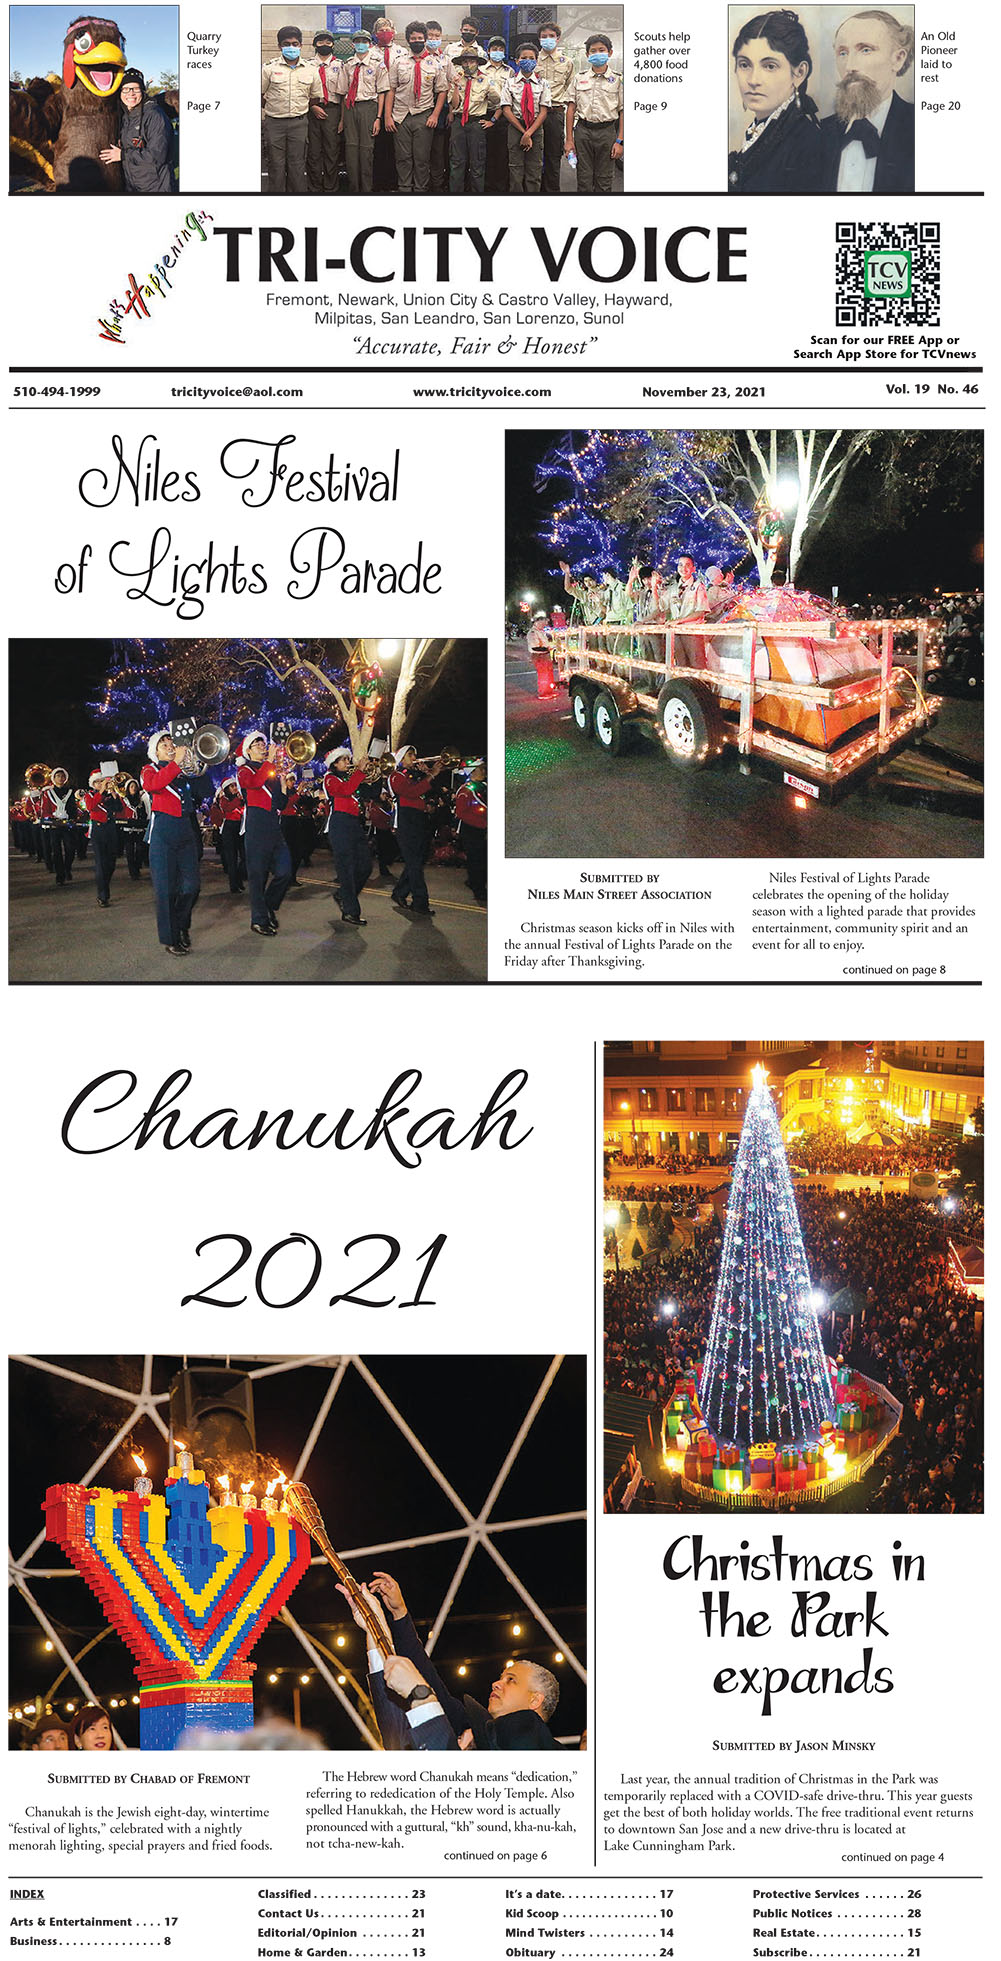 Quarry
Turkey
races
Page 7
Scouts help
gather over
4,800 food
donations
Page 9
An Old
Pioneer
laid to
rest
Page 20
What's Happening's
TRI-CITY VOICE
Fremont, Newark, Union City & Castro Valley, Hayward,
Milpitas, San Leandro, San Lorenzo, Sunol
“Accurate, Fair & Honest”
TCV
NEWS
Scan for our FREE App or
Search App Store for TCVnews
510-494-1999 tricityvoice@aol.com www.tricityvoice.com November 23, 2021 Vol. 19 No. 46
Niles Festival
of Lights Parade
SUBMITTED BY
NILES MAIN STREET ASSOCIATION
Christmas season kicks off in Niles with
the annual Festival of Lights Parade on the
Friday after Thanksgiving.
Niles Festival of Lights Parade
celebrates the opening of the holiday
season with a lighted parade that provides
entertainment, community spirit and an
event for all to enjoy.
continued on page 8
Chanukah
2021
SUBMITTED BY CHABAD OF FREMONT
Chanukah is the Jewish eight-day, wintertime
“festival of lights,” celebrated with a nightly
menorah lighting, special prayers and fried foods.
The Hebrew word Chanukah means “dedication,”
referring to rededication of the Holy Temple. Also
spelled Hanukkah, the Hebrew word is actually
pronounced with a guttural, “kh” sound, kha-nu-kah,
not tcha-new-kah.
continued on page 6
Christmas in
the Park
expands
SUBMITTED BY JASON MINSKY
Last year, the annual tradition of Christmas in the Park was
temporarily replaced with a COVID-safe drive-thru. This year guests
get the best of both holiday worlds. The free traditional event returns
to downtown San Jose and a new drive-thru is located at
Lake Cunningham Park.
continued on page 4
INDEX
Arts & Entertainment . . . . 17
Business. . . . . . . . . . . . . . . 8
Classified . . . . . . . . . . . . . . 23
Contact Us . . . . . . . . . . . . . 21
Editorial/Opinion . . . . . . . 21
Home & Garden. . . . . . . . . 13
It's a date. . . . . . . . . . . . . . 17
Kid Scoop . . . . . . . . . . . . . . 10
Mind Twisters . . . . . . . . . . 14
Obituary . . . . . . . . . . . . . . 24
Protective Services . . . . . . 26
Public Notices . . . . . . . . . . 28
Real Estate. . . . . . . . . . . . . 15
Subscribe. . . . . . . . . . . . . . 21